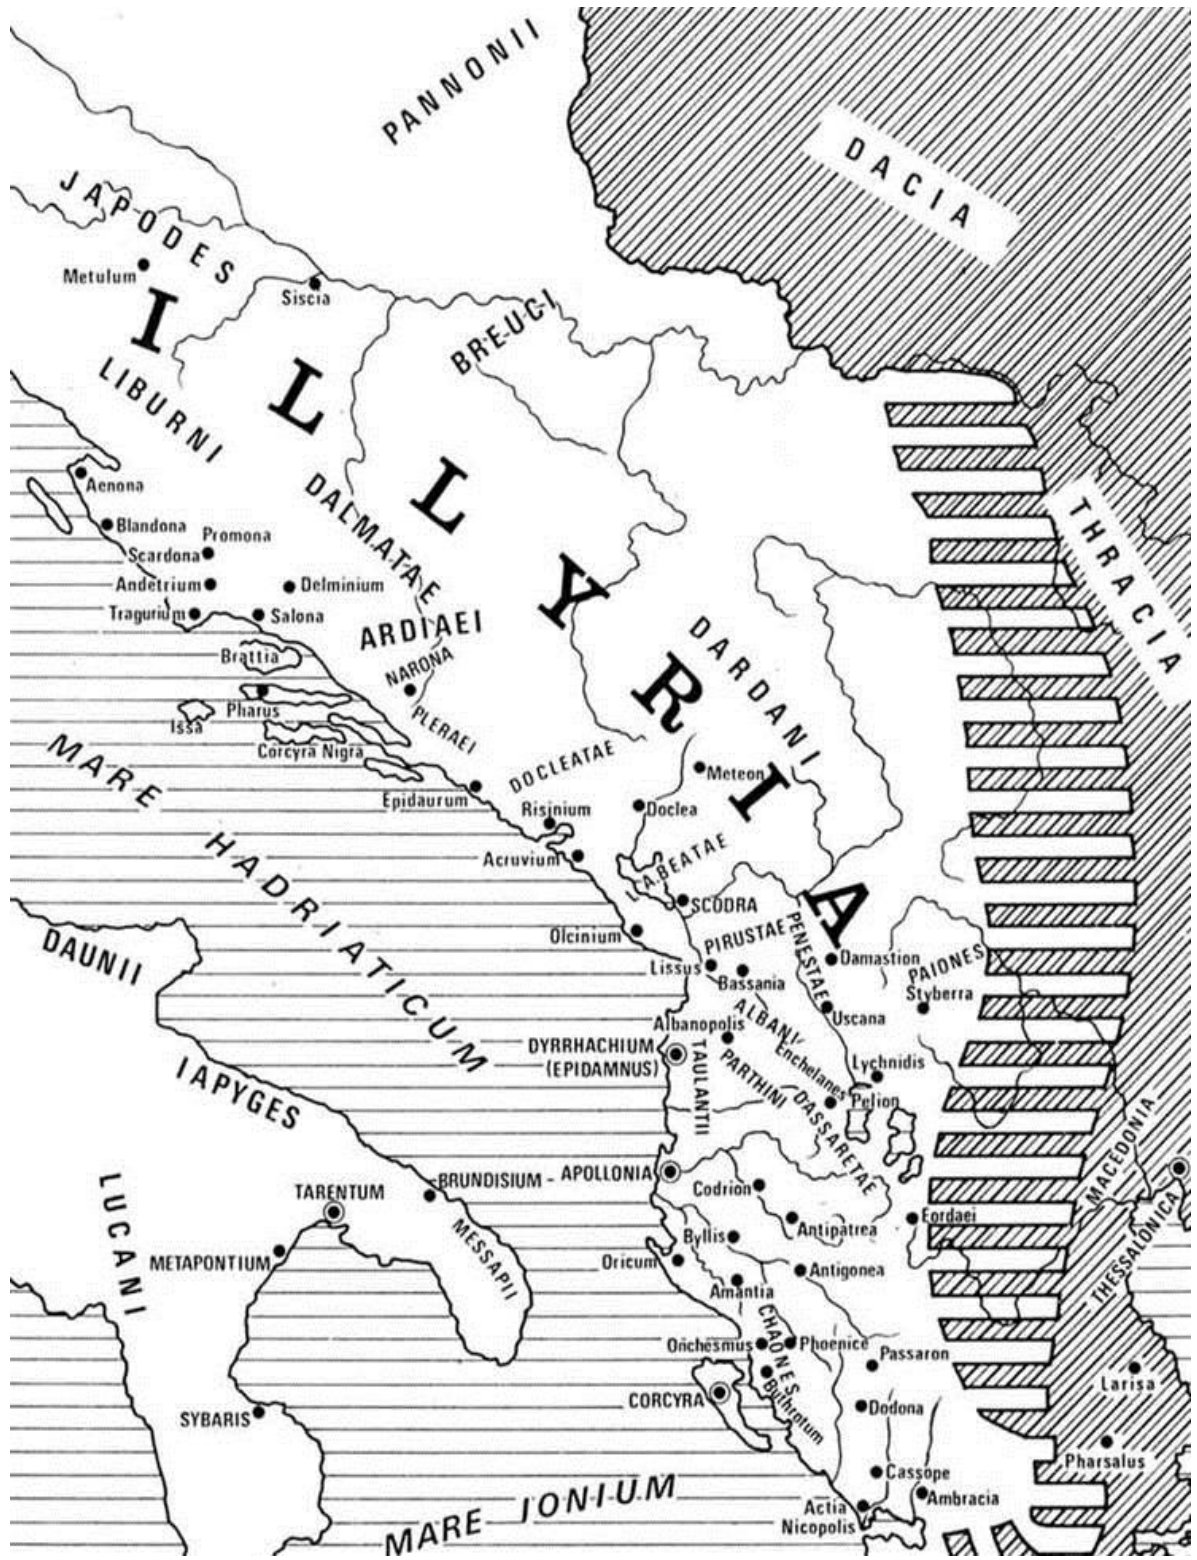 PANNONII
DACIA
JAPODES
Metulum
Siscia
BREUCI
ILLYRIA
LIBURNI
THRACIA
DALMATAE
Aenona
Blandona
Promona
Scardona
Andetrium
Delminium
Tragurium
Salona
ARDIAEI
DARDANI
Brattia
NARONA
Pharus
Issa
PLERAEI
Corcyra Nigra
MARE HADRIATICUM
DOCLEATAE
Meteon
Epidaurum
Risinium
Doclea
Acruvium
A.BEATAE
SCODRA
Olcinium
PIRUSTAE
PENESTAE
DAUNII
Lissus
Bassania
Damastion
PAIONES
Styberra
ALBANI
Uscana
Albanopolis
DYRRHACHIUM
(EPIDAMNUS)
TAULANTII
PARTHINI
Enchelanes
Lychnidis
IAPYGES
DASSARETAE
Pelion
MACEDONIA
LUCANI
TARENTUM
BRUNDISIUM - APOLLONIA
Codrion
THESSALONICA
MESSAPII
Antipatrea
Eordaei
METAPONTIUM
Byllis
Oricum
Antigonea
Amantia
CHAONES
Onchesmus
Phoenice
Passaron
Larisa
CORCYRA
Buthrotum
SYBARIS
Dodona
Pharsalus
Cassope
MARE IONIUM
Actia
Nicopolis
Ambracia